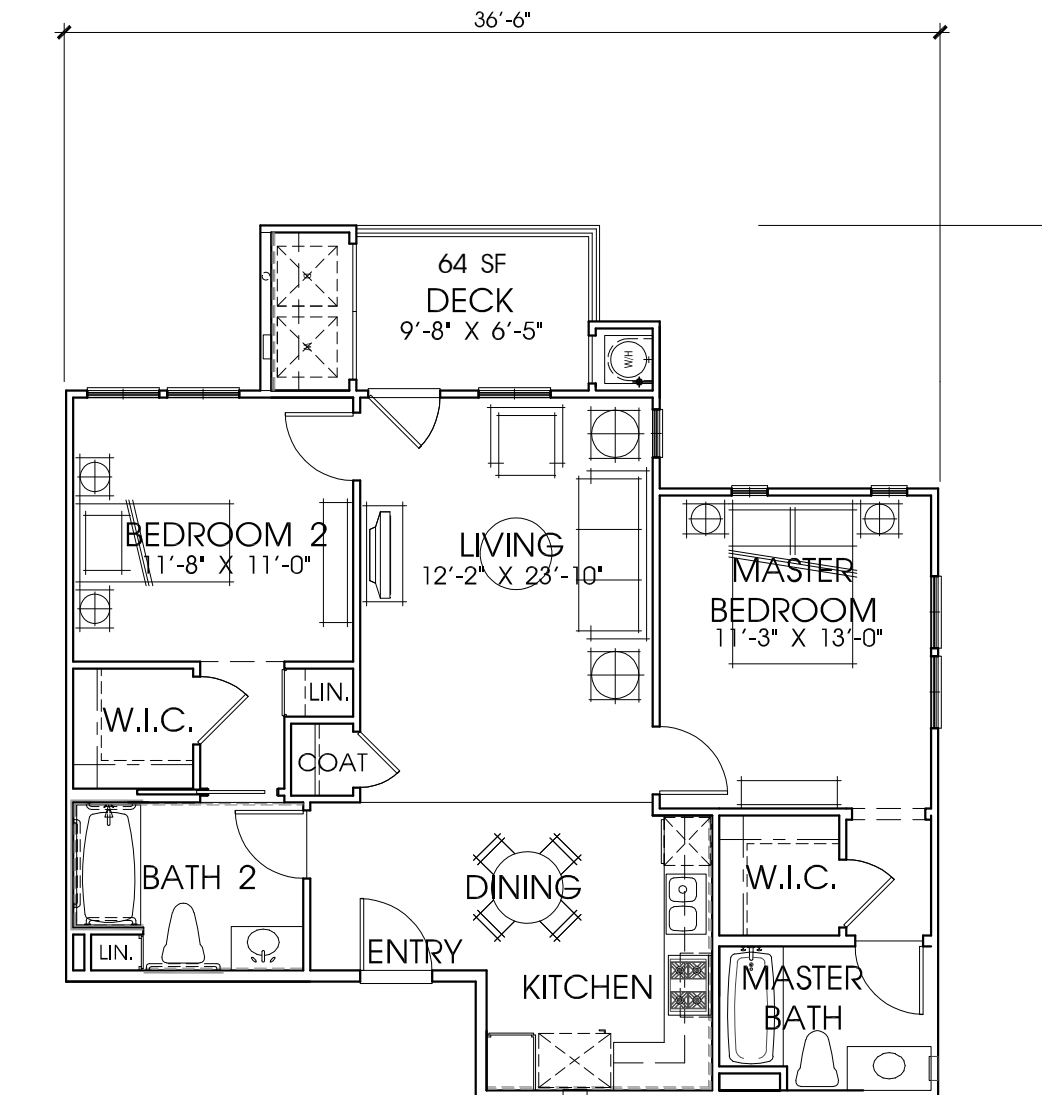 36'-6"
64 SF
DECK
9'-8" X 6'-5"
W/H
BEDROOM 2
11'-8" X 11'-0"
LIVING
12'-2" X 23'-10"
MASTER
BEDROOM
11'-3" X 13'-0"
W.I.C.
LIN.
COAT
BATH 2
DINING
W.I.C.
LIN.
ENTRY
KITCHEN
MASTER
BATH